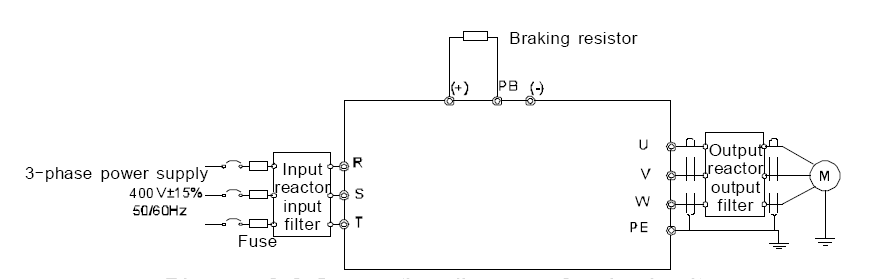 Braking resistor
(+) PB (-)
R
3-phase power supply
400 V±15%
50/60Hz
Input
reactor
input
filter
S
T
Fuse
U
V
W
PE
Output
reactor
output
filter
M